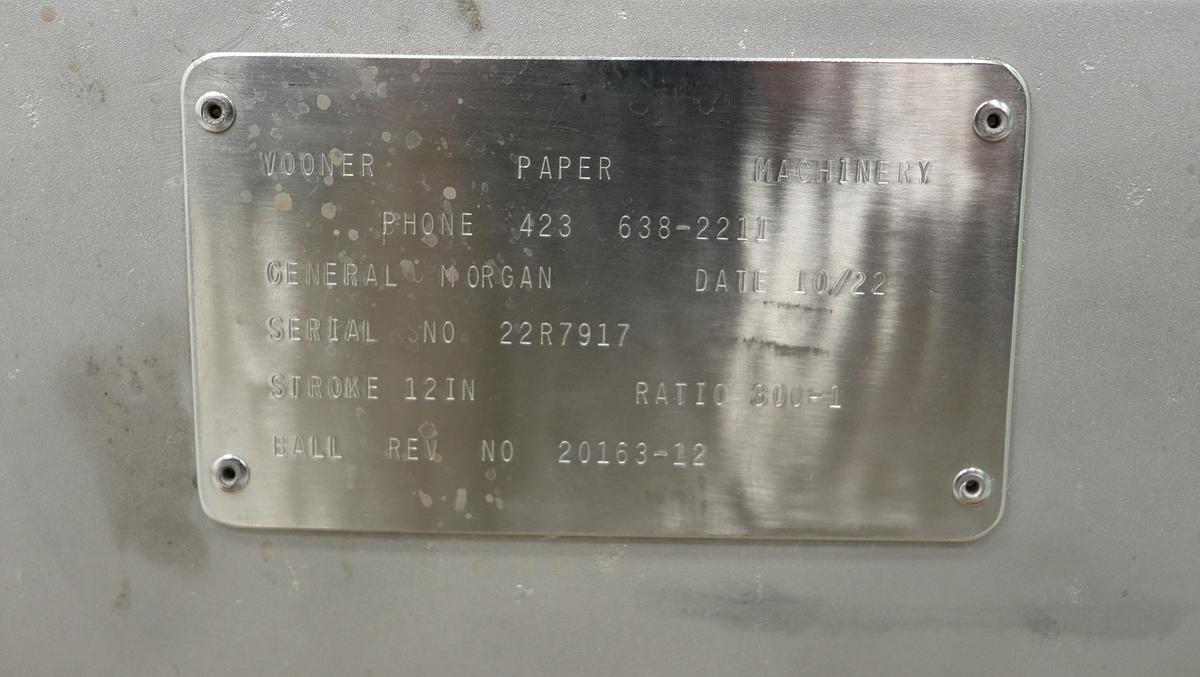 VOONER PAPER MACHINERY
PHONE 423 638-2211
GENERAL MORGAN DATE 10/22
SERIAL NO 22R7917
STROKE 12IN RATIO 300-1
BALL REV NO 20163-12